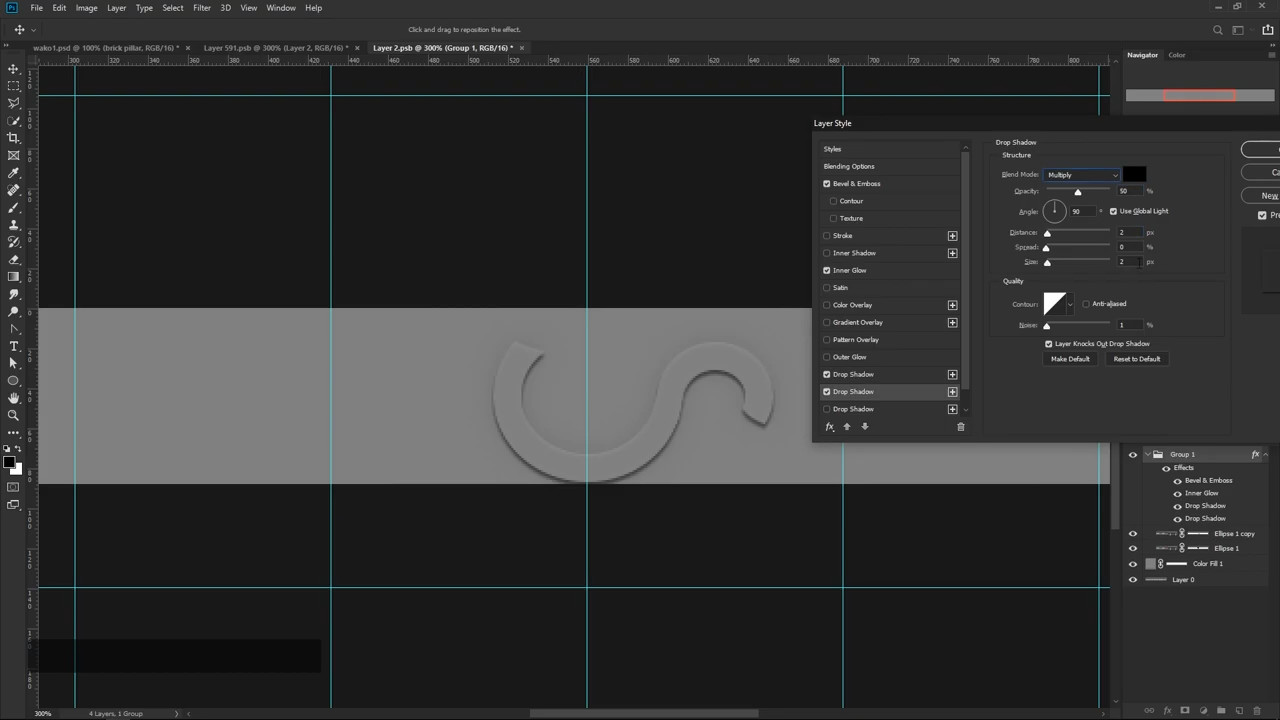 Ps File Edit Image Layer Type Select Filter 3D View Window Help
Click and drag to reposition the effect.
wako1.psd @ 100% (brick pillar, RGB/16) * × Layer 591.psb @ 300% (Layer 2, RGB/16) * × Layer 2.psb @ 300% (Group 1, RGB/16) * ×
Navigator Color
300 320 340 360 380 400 420 440 460 480 500 520 540 560 580 600 620 640 660 680 700 720 740 760 780 800
Layer Style
Styles
Blending Options
Bevel & Emboss
Contour
Texture
Stroke
Inner Shadow
Inner Glow
Satin
Color Overlay
Gradient Overlay
Pattern Overlay
Outer Glow
Drop Shadow
Drop Shadow
Drop Shadow
fx
Drop Shadow
Structure
Blend Mode: Multiply
Opacity: 50 %
Angle: 90 ° Use Global Light
Distance: 2 px
Spread: 0 %
Size: 2 px
Quality
Contour: Anti-aliased
Noise: 1 %
Layer Knocks Out Drop Shadow
Make Default Reset to Default
New
Group 1 fx
Effects
Bevel & Emboss
Inner Glow
Drop Shadow
Drop Shadow
Ellipse 1 copy
Ellipse 1
Color Fill 1
Layer 0
300% 4 Layers, 1 Group